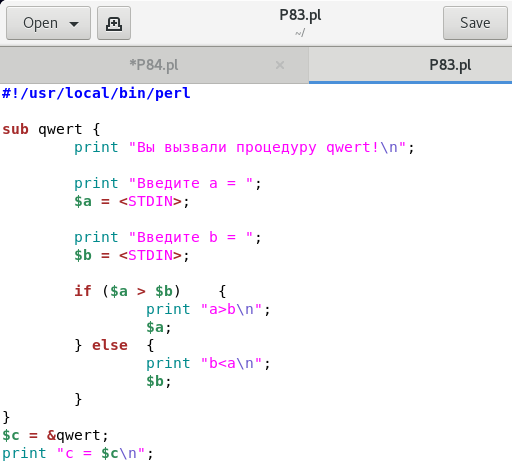 Open P83.pl Save
~/
*P84.pl × P83.pl
#!/usr/local/bin/perl
sub qwert {
print "Вы вызвали процедуру qwert!\n";
print "Введите a = ";
$a = <STDIN>;
print "Введите b = ";
$b = <STDIN>;
if ($a > $b) {
print "a>b\n";
$a;
} else {
print "b<a\n";
$b;
}
}
$c = &qwert;
print "c = $c\n";